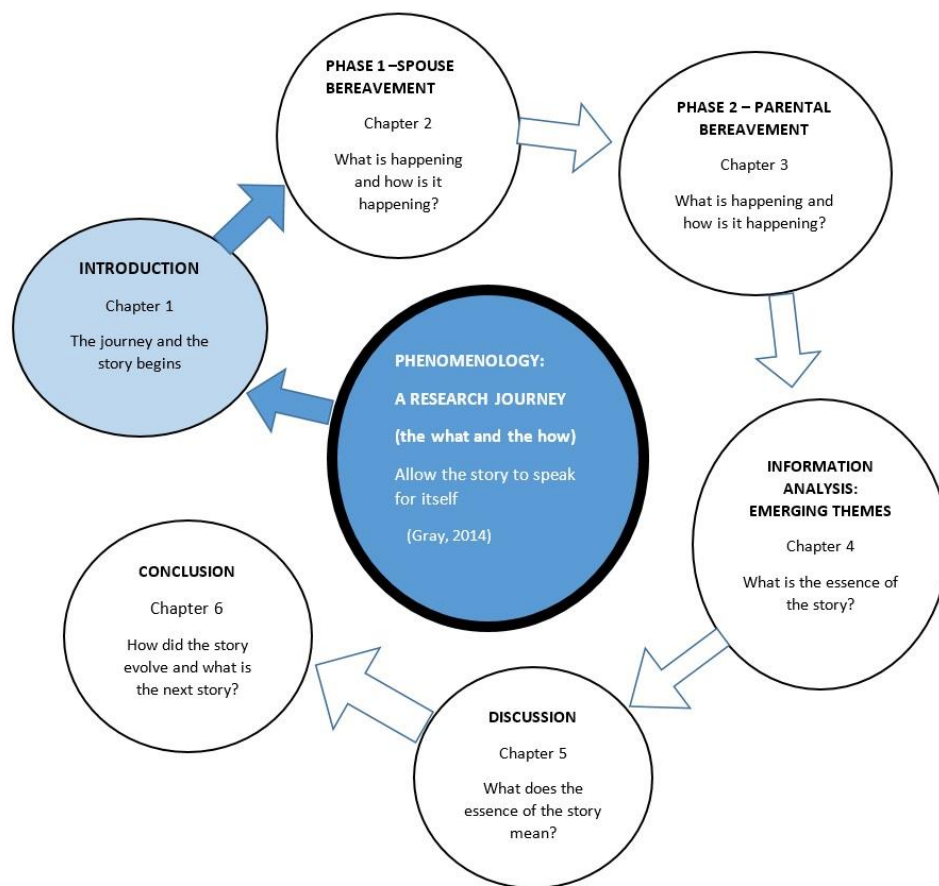 PHENOMENOLOGY:
A RESEARCH JOURNEY
(the what and the how)
Allow the story to speak
for itself
(Gray, 2014)
INTRODUCTION
Chapter 1
The journey and the
story begins
PHASE 1 –SPOUSE
BEREAVEMENT
Chapter 2
What is happening
and how is it
happening?
PHASE 2 – PARENTAL
BEREAVEMENT
Chapter 3
What is happening and
how is it happening?
INFORMATION
ANALYSIS:
EMERGING THEMES
Chapter 4
What is the essence of
the story?
DISCUSSION
Chapter 5
What does the
essence of the story
mean?
CONCLUSION
Chapter 6
How did the story
evolve and what is
the next story?